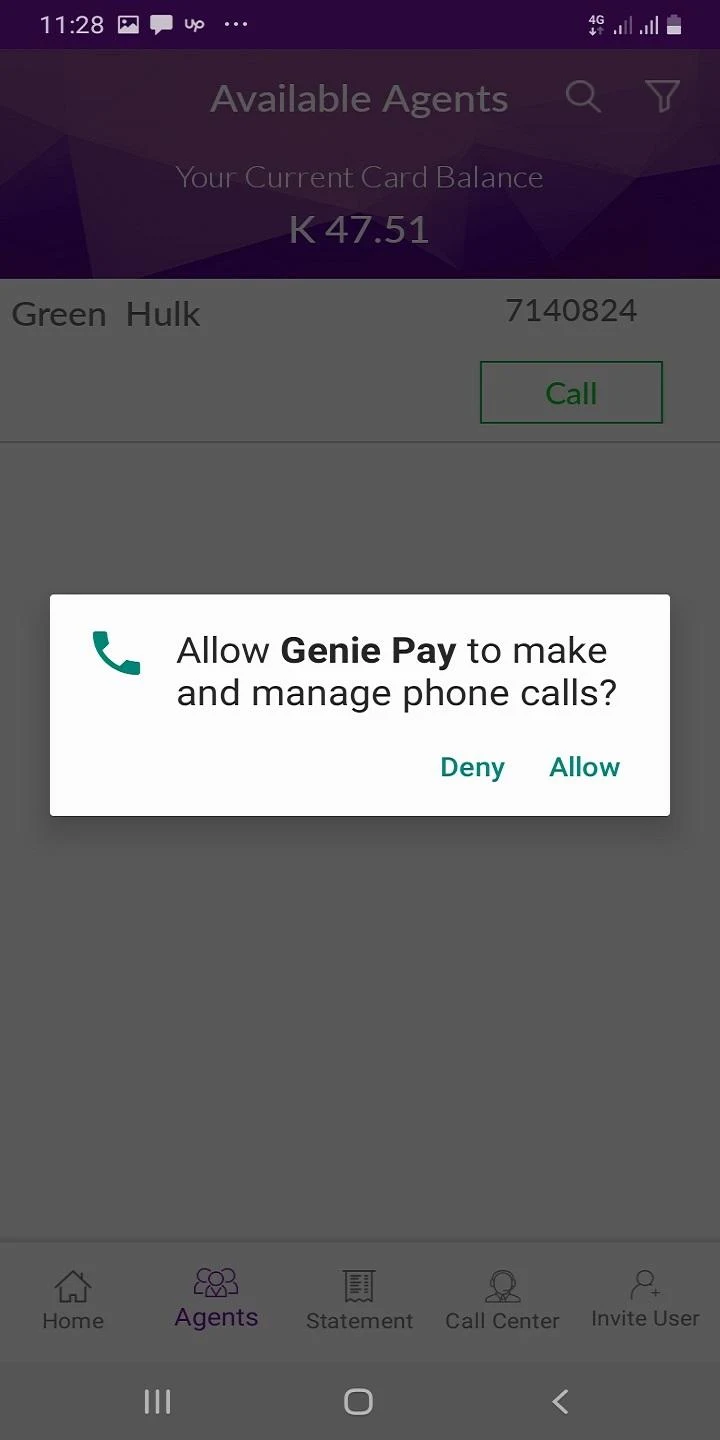 11:28 up ... 4G
Available Agents
Your Current Card Balance
K 47.51
Green Hulk 7140824
Call
Allow Genie Pay to make
and manage phone calls?
Deny Allow
Home Agents Statement Call Center Invite User